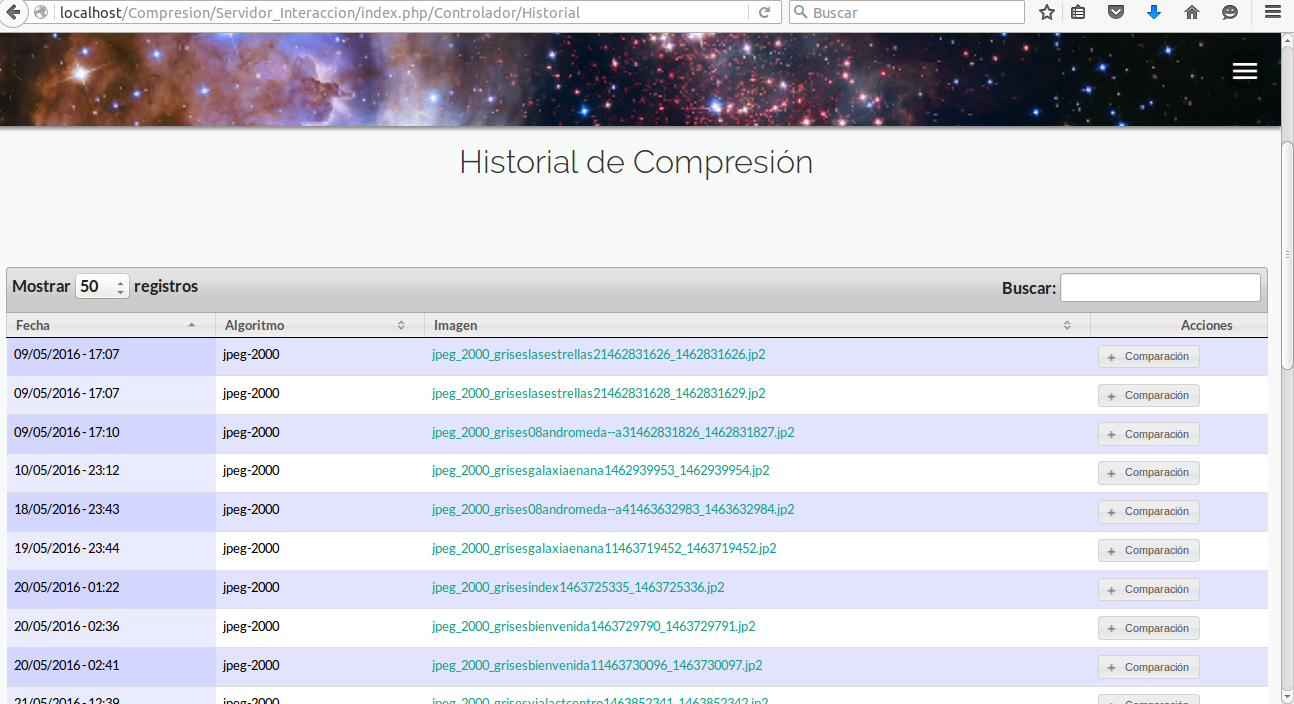 localhost/Compresion/Servidor_Interaccion/index.php/Controlador/Historial
Buscar
Historial de Compresión
Mostrar 50 registros
Buscar:
Fecha Algoritmo Imagen Acciones
09/05/2016 - 17:07 jpeg-2000 jpeg_2000_griseslasestrellas21462831626_1462831626.jp2 + Comparación
09/05/2016 - 17:07 jpeg-2000 jpeg_2000_griseslasestrellas21462831628_1462831629.jp2 + Comparación
09/05/2016 - 17:10 jpeg-2000 jpeg_2000_grises08andromeda--a31462831826_1462831827.jp2 + Comparación
10/05/2016 - 23:12 jpeg-2000 jpeg_2000_grisesgalaxiaenana1462939953_1462939954.jp2 + Comparación
18/05/2016 - 23:43 jpeg-2000 jpeg_2000_grises08andromeda--a41463632983_1463632984.jp2 + Comparación
19/05/2016 - 23:44 jpeg-2000 jpeg_2000_grisesgalaxiaenana11463719452_1463719452.jp2 + Comparación
20/05/2016 - 01:22 jpeg-2000 jpeg_2000_grisesindex1463725335_1463725336.jp2 + Comparación
20/05/2016 - 02:36 jpeg-2000 jpeg_2000_grisesbienvenida1463729790_1463729791.jp2 + Comparación
20/05/2016 - 02:41 jpeg-2000 jpeg_2000_grisesbienvenida11463730096_1463730097.jp2 + Comparación
21/05/2016 - 12:39 jpeg-2000 jpeg_2000_grisesvialactcentro1463852341_1463852342.jp2 Comparación